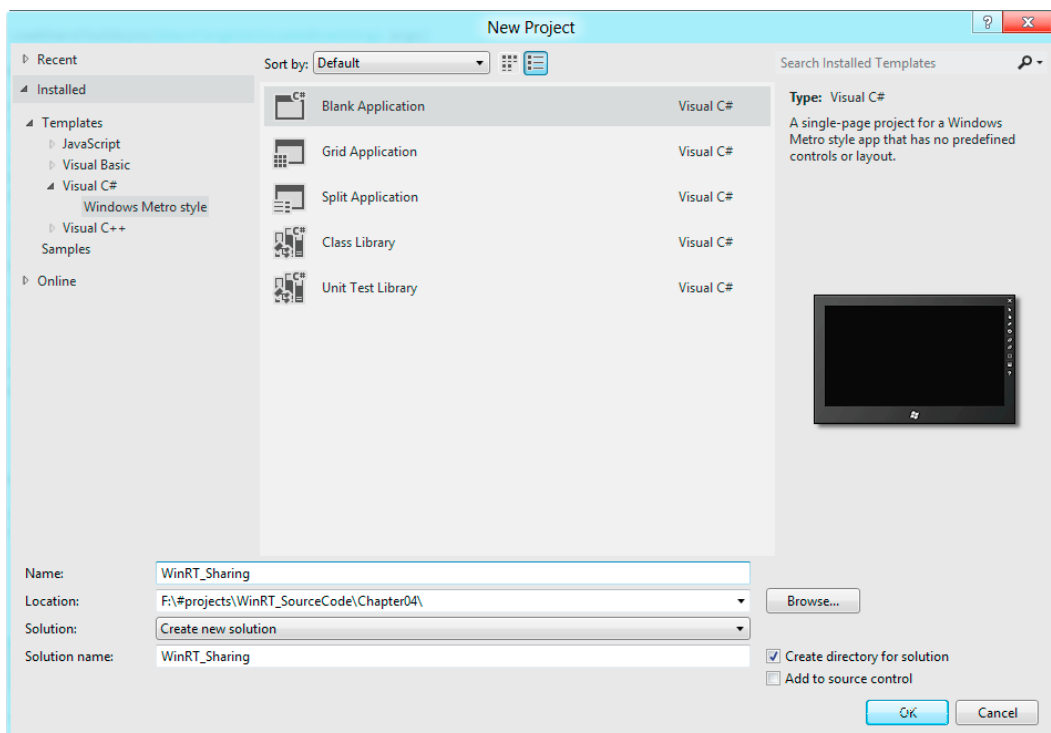 New Project
Recent
Installed
Templates
JavaScript
Visual Basic
Visual C#
Windows Metro style
Visual C++
Samples
Online
Sort by: Default
C# Blank Application Visual C#
Grid Application Visual C#
Split Application Visual C#
C# Class Library Visual C#
C# Unit Test Library Visual C#
Search Installed Templates
Type: Visual C#
A single-page project for a Windows
Metro style app that has no predefined
controls or layout.
Name: WinRT_Sharing
Location: F:\#projects\WinRT_SourceCode\Chapter04\
Browse...
Solution: Create new solution
Solution name: WinRT_Sharing
Create directory for solution
Add to source control
OK Cancel